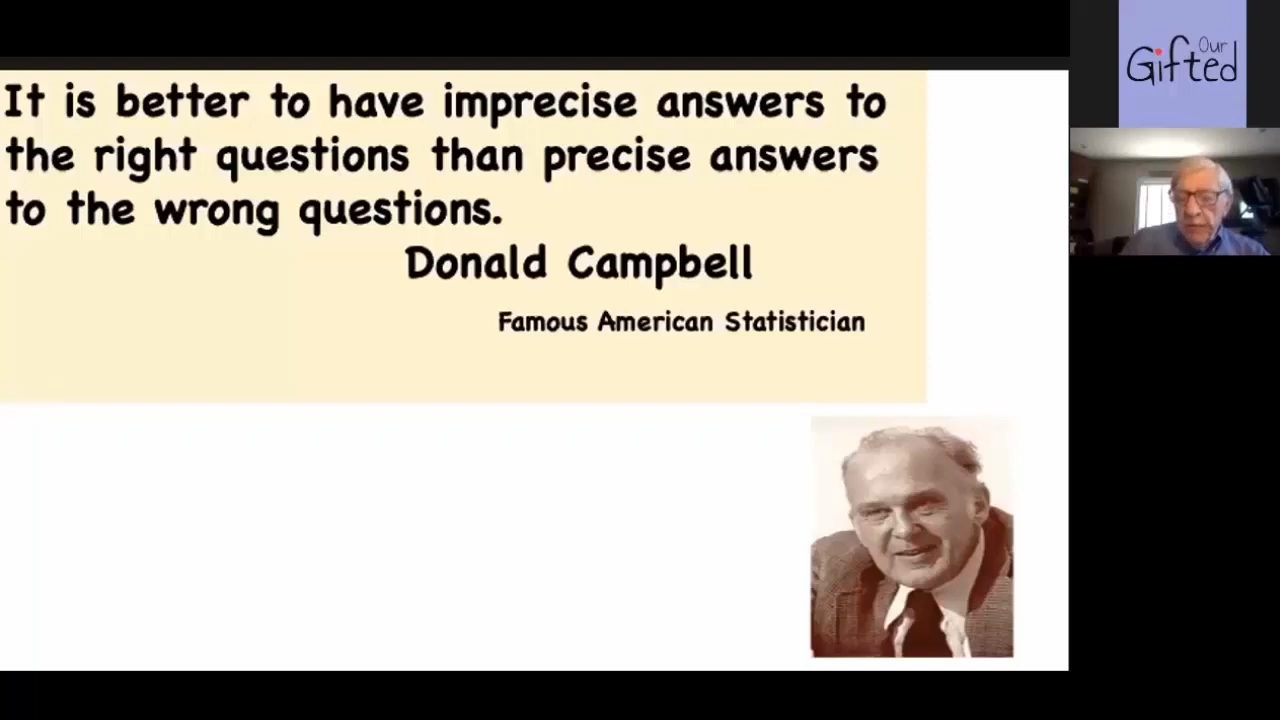 It is better to have imprecise answers to
the right questions than precise answers
to the wrong questions.
Donald Campbell
Famous American Statistician
Our
Gifted